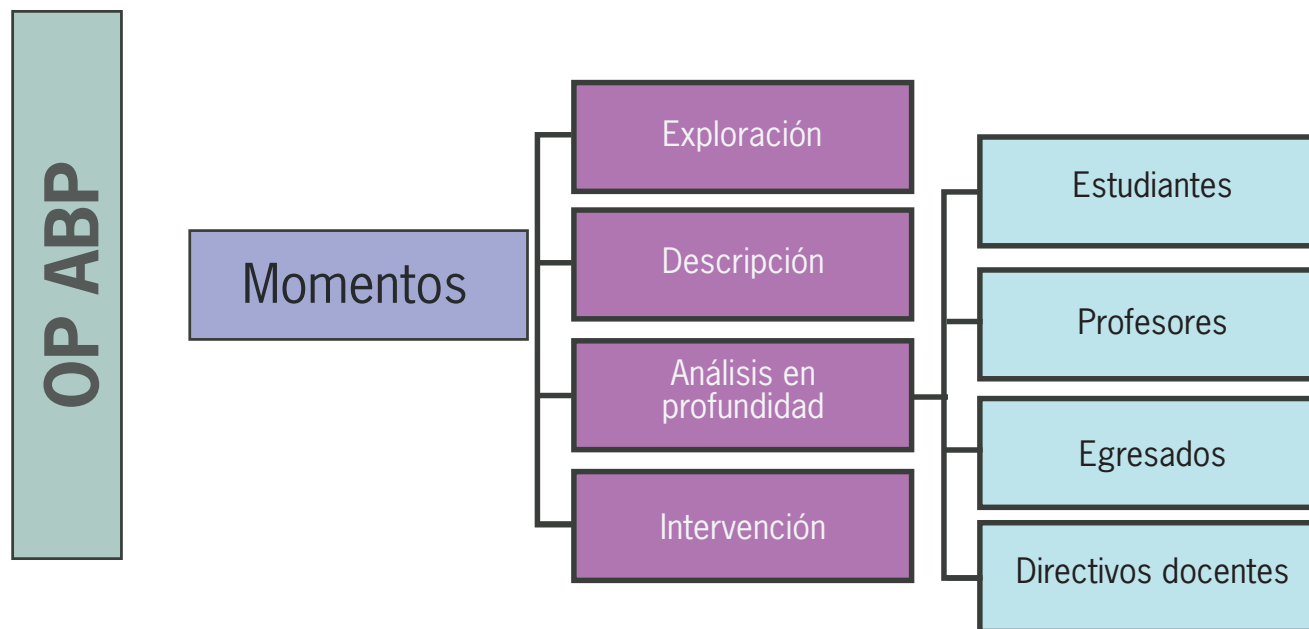 OP ABP
Momentos
Exploración
Descripción
Análisis en
profundidad
Intervención
Estudiantes
Profesores
Egresados
Directivos docentes